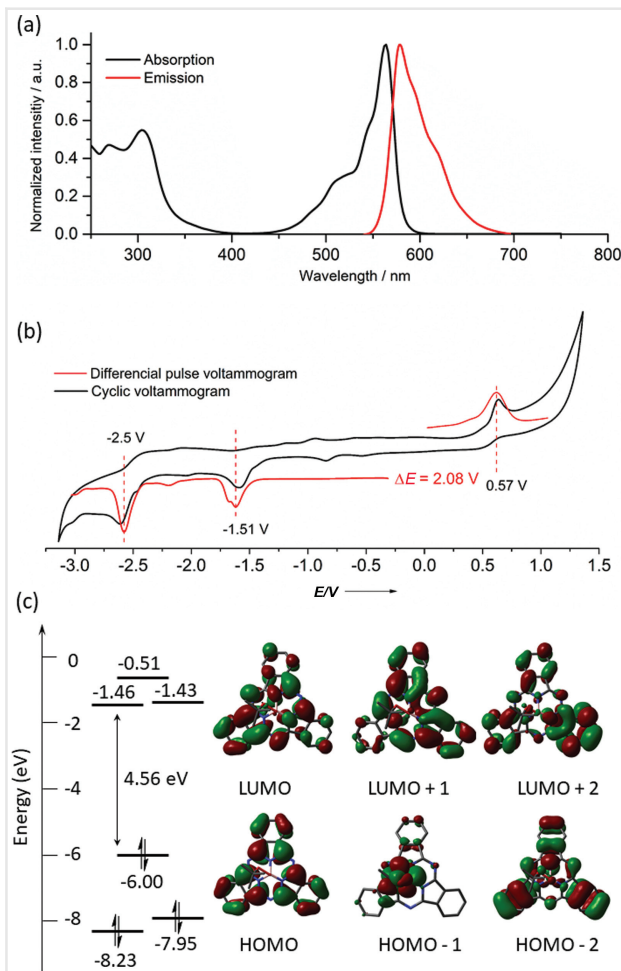 (a)
Normalized intensitiy / a.u.
1.0
0.8
0.6
0.4
0.2
0.0
Absorption
Emission
300 400 500 600 700 800
Wavelength / nm
(b)
Differencial pulse voltammogram
Cyclic voltammogram
-2.5 V
-1.51 V
ΔE = 2.08 V
0.57 V
-3.0 -2.5 -2.0 -1.5 -1.0 -0.5 0.0 0.5 1.0 1.5
E/V
(c)
Energy (eV)
0
-2
-4
-6
-8
-0.51
-1.46 -1.43
4.56 eV
-6.00
-7.95
-8.23
LUMO LUMO + 1 LUMO + 2
HOMO HOMO - 1 HOMO - 2